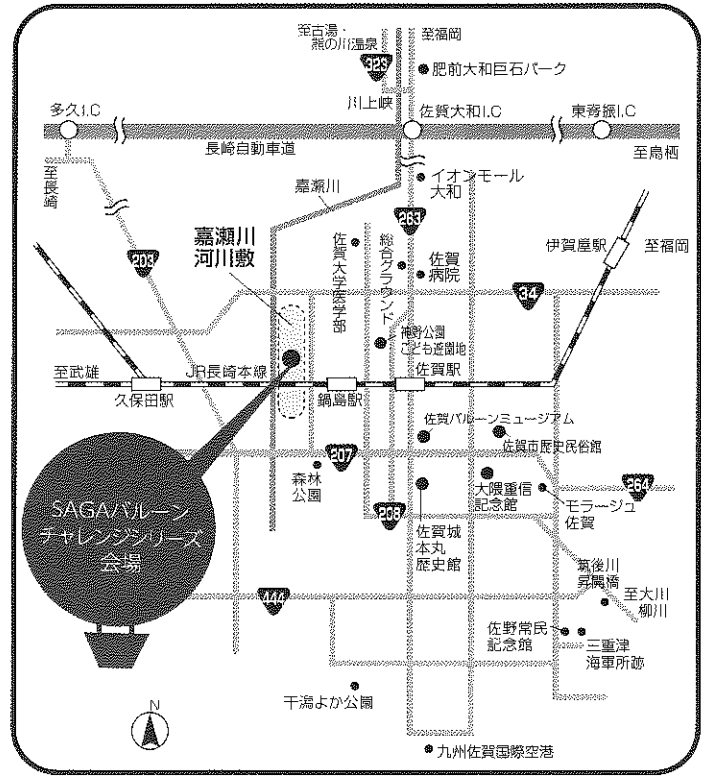 至古湯・
熊の川温泉
至福岡
323
肥前大和巨石パーク
川上峡
多久I.C
佐賀大和I.C
東脊振I.C
長崎自動車道
至鳥栖
至長崎
イオンモール
大和
嘉瀬川
263
嘉瀬川
河川敷
佐賀大学医学部
総合グラウンド
佐賀
病院
伊賀屋駅
至福岡
203
34
神野公園
こども遊園地
至武雄
JR長崎本線
佐賀駅
久保田駅
鍋島駅
佐賀バルーンミュージアム
佐賀市歴史民俗館
207
森林
公園
大隈重信
記念館
モラージュ
佐賀
264
208
佐賀城
本丸
歴史館
SAGAバルーン
チャレンジシリーズ
会場
筑後川
昇開橋
至大川
柳川
444
佐野常民
記念館
三重津
海軍所跡
干潟よか公園
N
九州佐賀国際空港